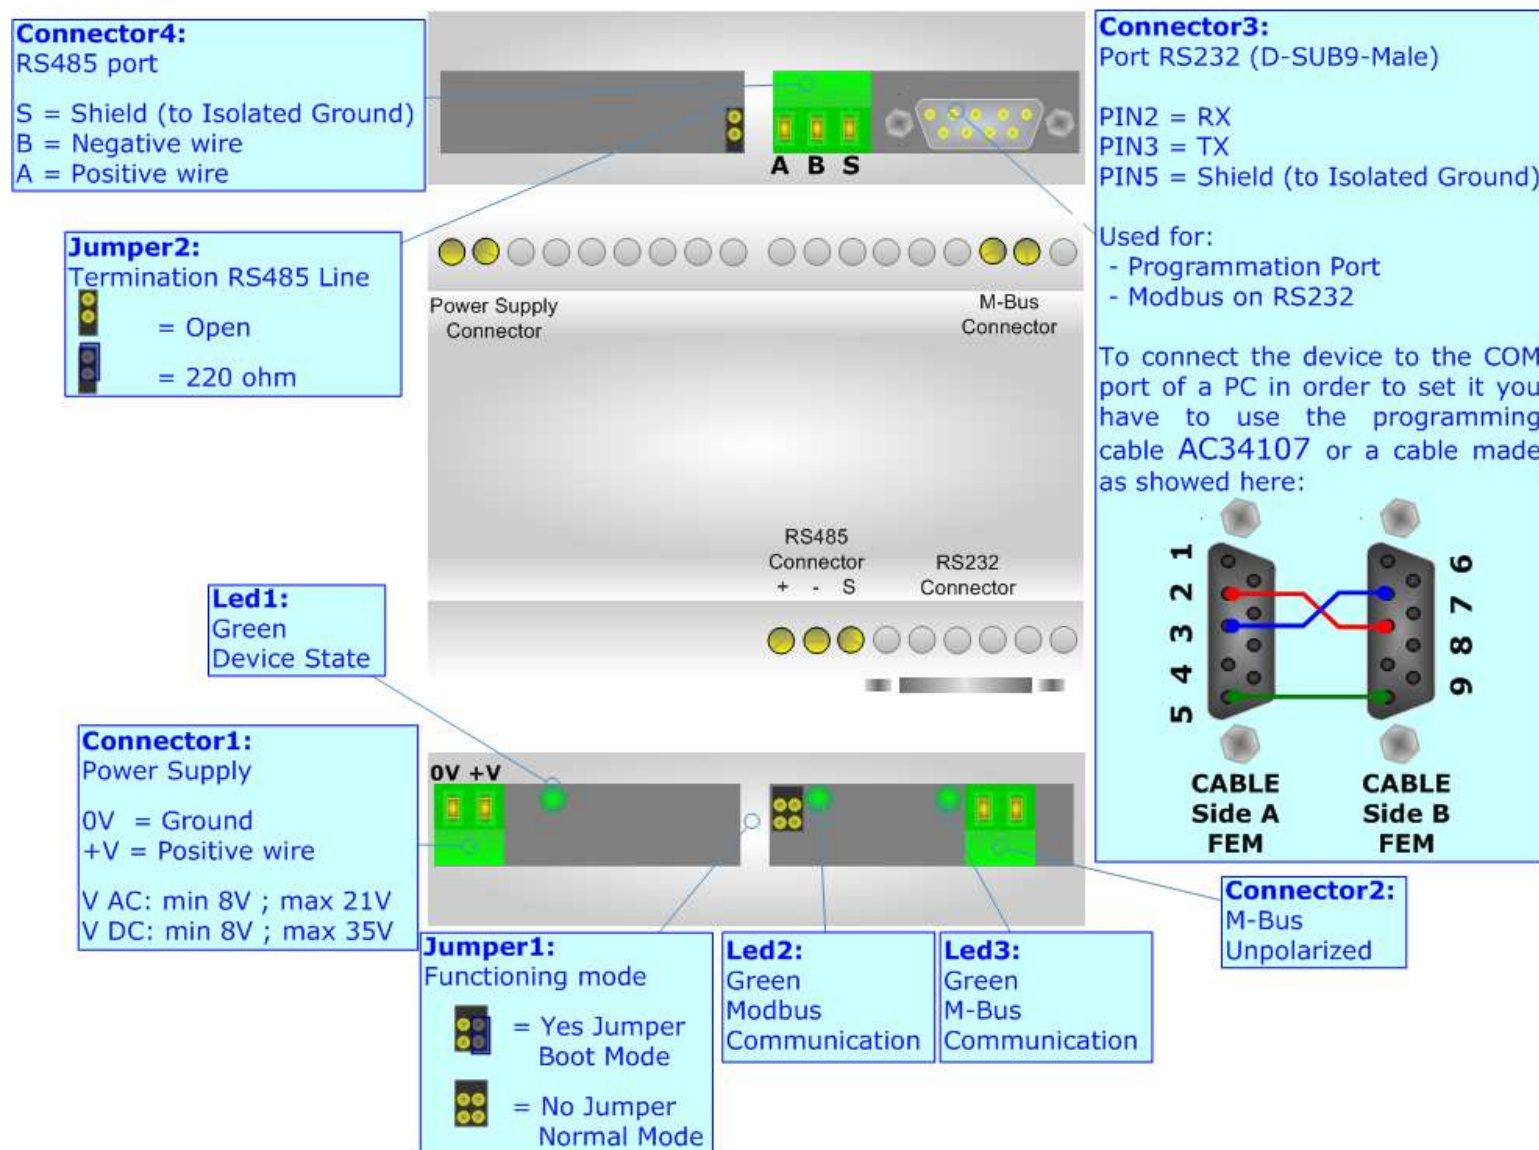 Connector4:
RS485 port
S = Shield (to Isolated Ground)
B = Negative wire
A = Positive wire
A B S
Connector3:
Port RS232 (D-SUB9-Male)
PIN2 = RX
PIN3 = TX
PIN5 = Shield (to Isolated Ground)
Used for:
- Programmation Port
- Modbus on RS232
To connect the device to the COM
port of a PC in order to set it you
have to use the programming
cable AC34107 or a cable made
as showed here:
1
2
3
4
5
6
7
8
9
CABLE
Side A
FEM
CABLE
Side B
FEM
Jumper2:
Termination RS485 Line
= Open
= 220 ohm
Power Supply
Connector
M-Bus
Connector
RS485
Connector
+ - S
RS232
Connector
Led1:
Green
Device State
Connector1:
Power Supply
0V = Ground
+V = Positive wire
V AC: min 8V ; max 21V
V DC: min 8V ; max 35V
0V +V
Jumper1:
Functioning mode
= Yes Jumper
Boot Mode
= No Jumper
Normal Mode
Led2:
Green
Modbus
Communication
Led3:
Green
M-Bus
Communication
Connector2:
M-Bus
Unpolarized